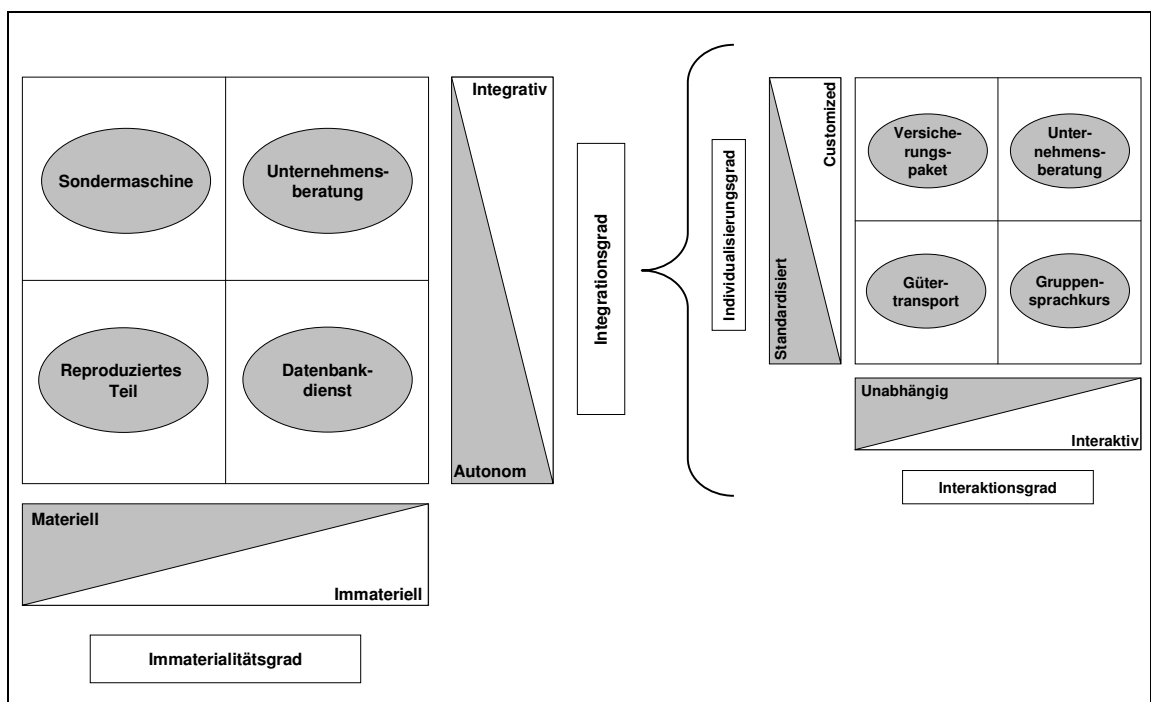 Sondermaschine
Unternehmens-
beratung
Reproduziertes
Teil
Datenbank-
dienst
Integrativ
Autonom
Materiell
Immateriell
Immaterialitätsgrad
Integrationsgrad
Individualisierungsgrad
Customized
Standardisiert
Versiche-
rungs-
paket
Unter-
nehmens-
beratung
Güter-
transport
Gruppen-
sprachkurs
Unabhängig
Interaktiv
Interaktionsgrad